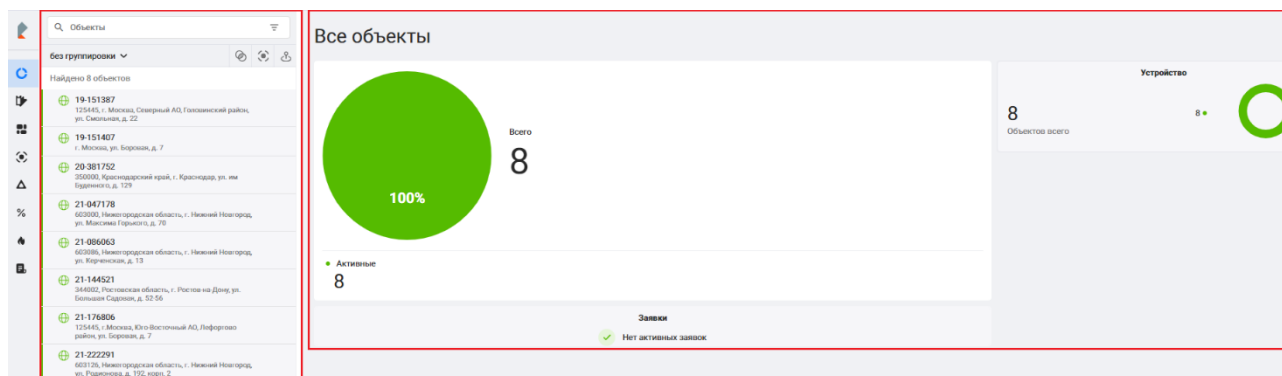 Объекты
без группировки
Найдено 8 объектов
19-151387
125445, г. Москва, Северный АО, Головинский район,
ул. Смольная, д. 22
19-151407
г. Москва, ул. Боровая, д. 7
20-381752
350000, Краснодарский край, г. Краснодар, ул. им
Буденного, д. 129
21-047178
603000, Нижегородская область, г. Нижний Новгород,
ул. Максима Горького, д. 70
21-086063
603086, Нижегородская область, г. Нижний Новгород,
ул. Керченская, д. 13
21-144521
344002, Ростовская область, г. Ростов-на-Дону, ул.
Большая Садовая, д. 52-56
21-176806
125445, г.Москва, Юго-Восточный АО, Лефортово
район, ул. Боровая, д. 7
21-222291
603126, Нижегородская область, г. Нижний Новгород,
ул. Родионова, д. 192, корп. 2
Все объекты
100%
Всего
8
Активные
8
Заявки
Нет активных заявок
Устройство
8
8
Объектов всего